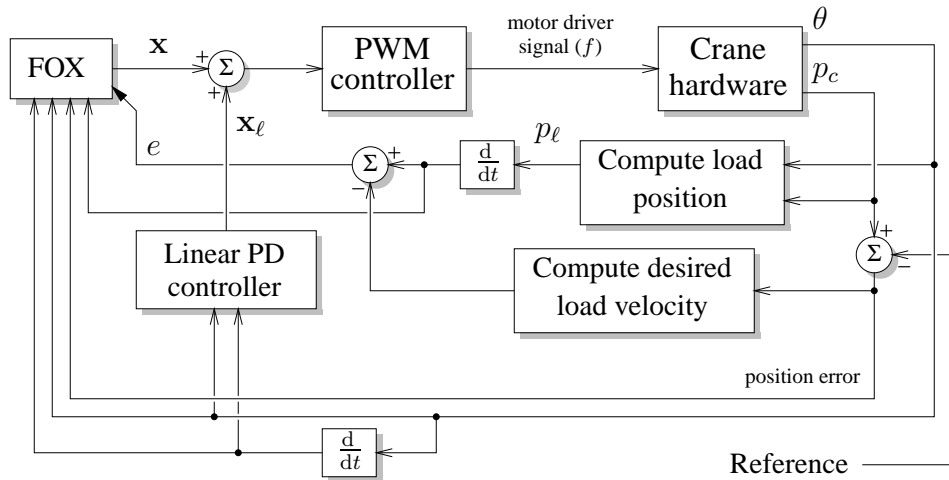 FOX
x
+
Σ
+
PWM
controller
motor driver
signal (f)
Crane
hardware
θ
p_c
x_ℓ
e
Σ
+
−
d
dt
p_ℓ
Compute load
position
+
Σ
−
Linear PD
controller
Compute desired
load velocity
position error
d
dt
Reference